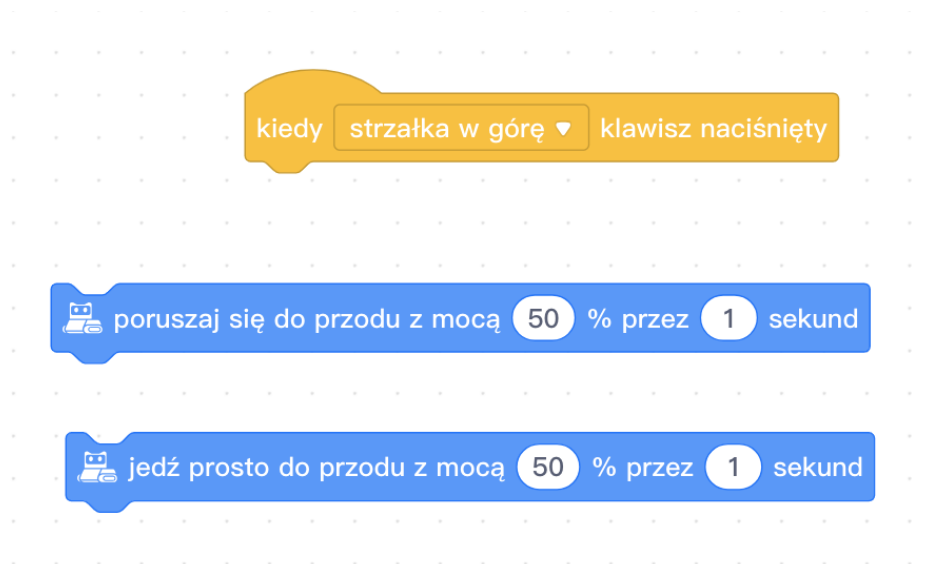 kiedy strzałka w górę klawisz naciśnięty
poruszaj się do przodu z mocą 50 % przez 1 sekund
jedź prosto do przodu z mocą 50 % przez 1 sekund